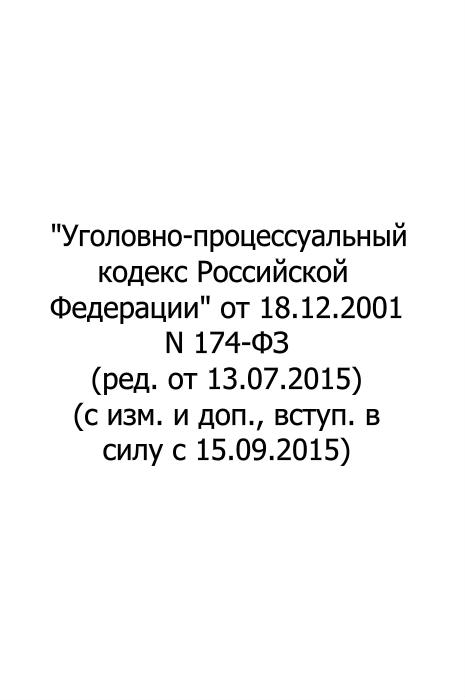 "Уголовно-процессуальный
кодекс Российской
Федерации" от 18.12.2001
N 174-ФЗ
(ред. от 13.07.2015)
(с изм. и доп., вступ. в
силу с 15.09.2015)